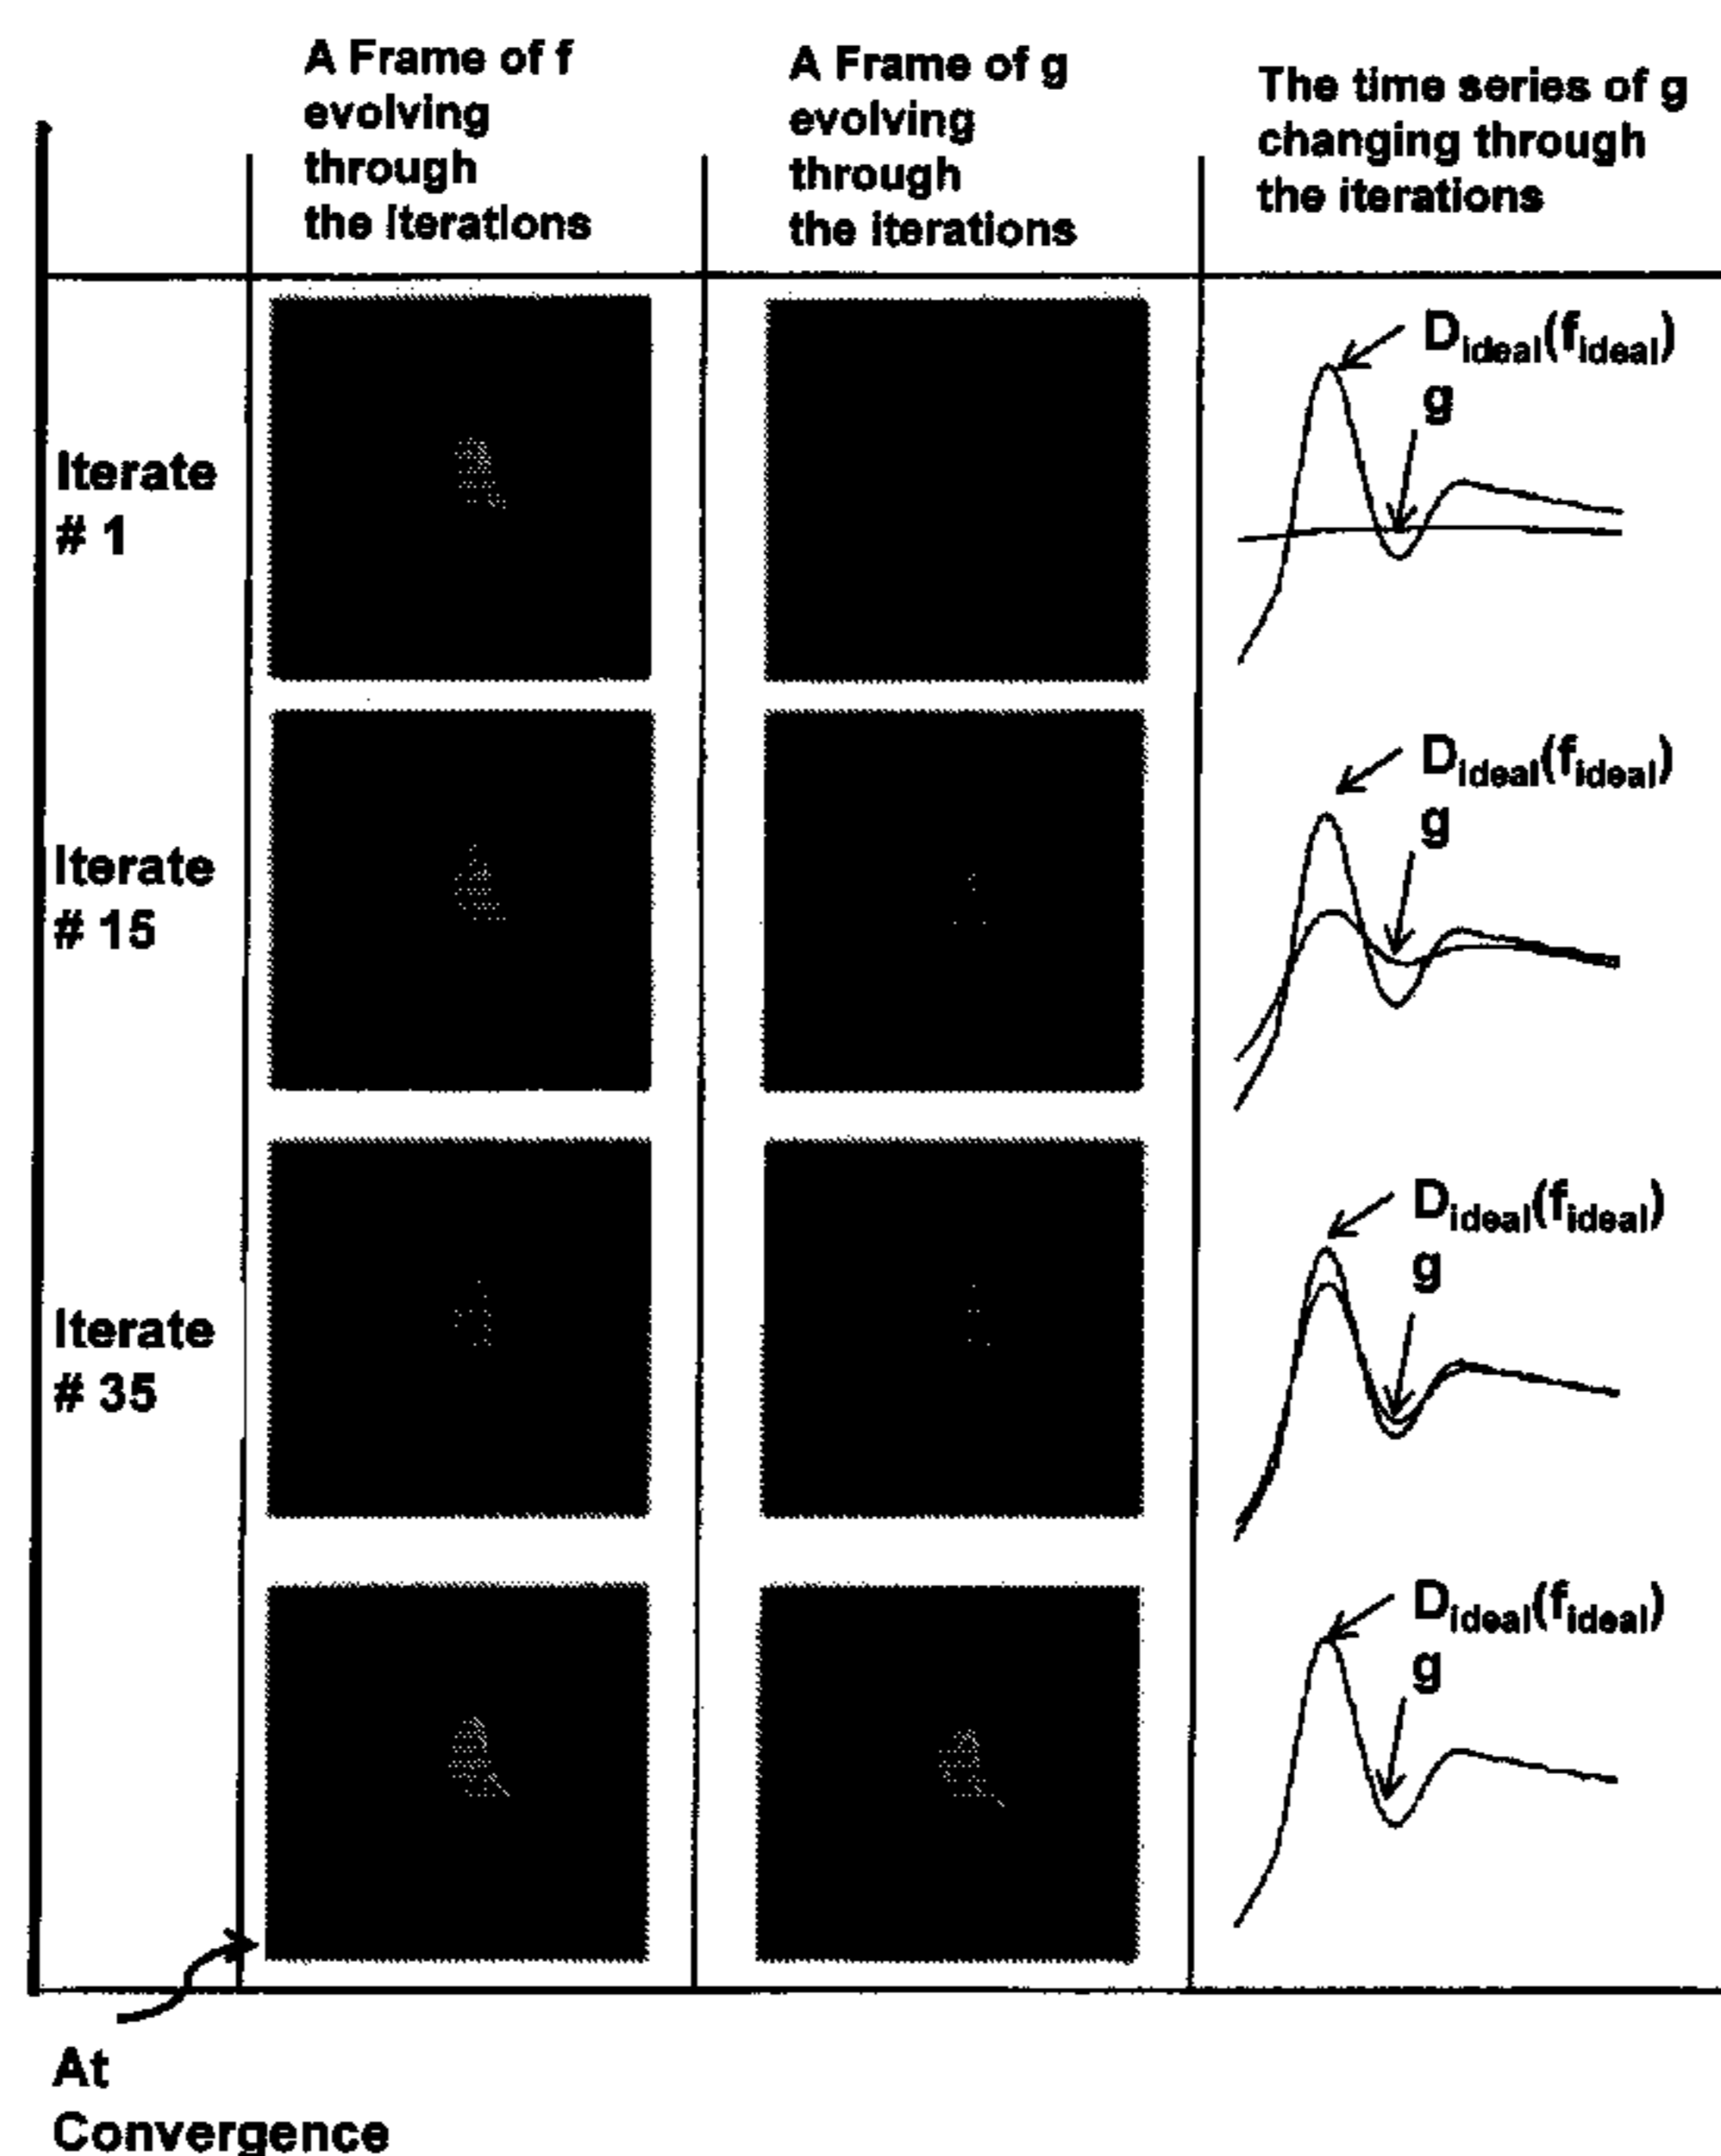 A Frame of f
evolving
through
the iterations
A Frame of g
evolving
through
the iterations
The time series of g
changing through
the iterations
Iterate
# 1
D_ideal(f_ideal)
g
Iterate
# 15
D_ideal(f_ideal)
g
Iterate
# 35
D_ideal(f_ideal)
g
D_ideal(f_ideal)
g
At
Convergence